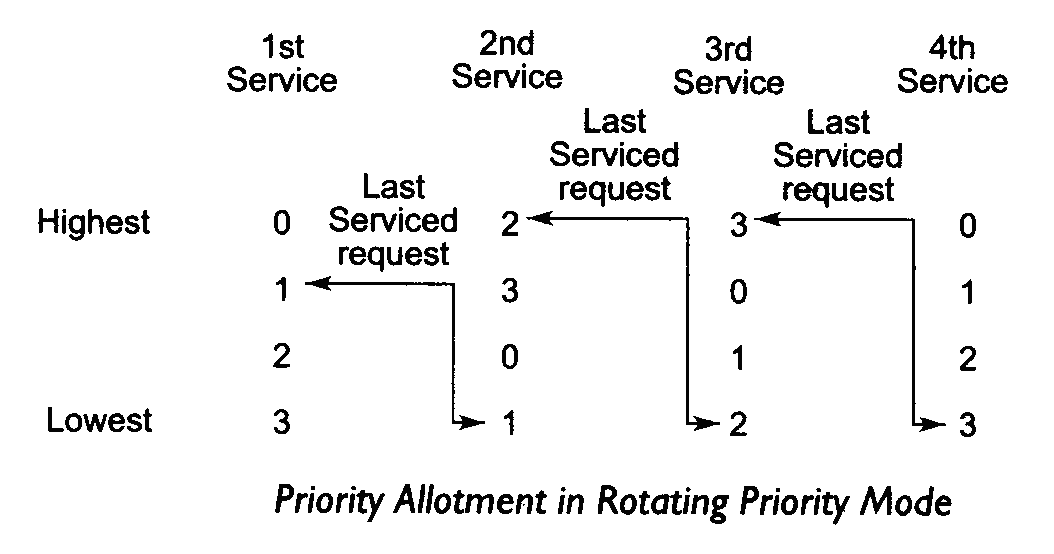 1st Service 2nd Service 3rd Service 4th Service
Last Serviced request Last Serviced request Last Serviced request
Highest 0 2 3 0
1 3 0 1
2 0 1 2
Lowest 3 1 2 3
Priority Allotment in Rotating Priority Mode